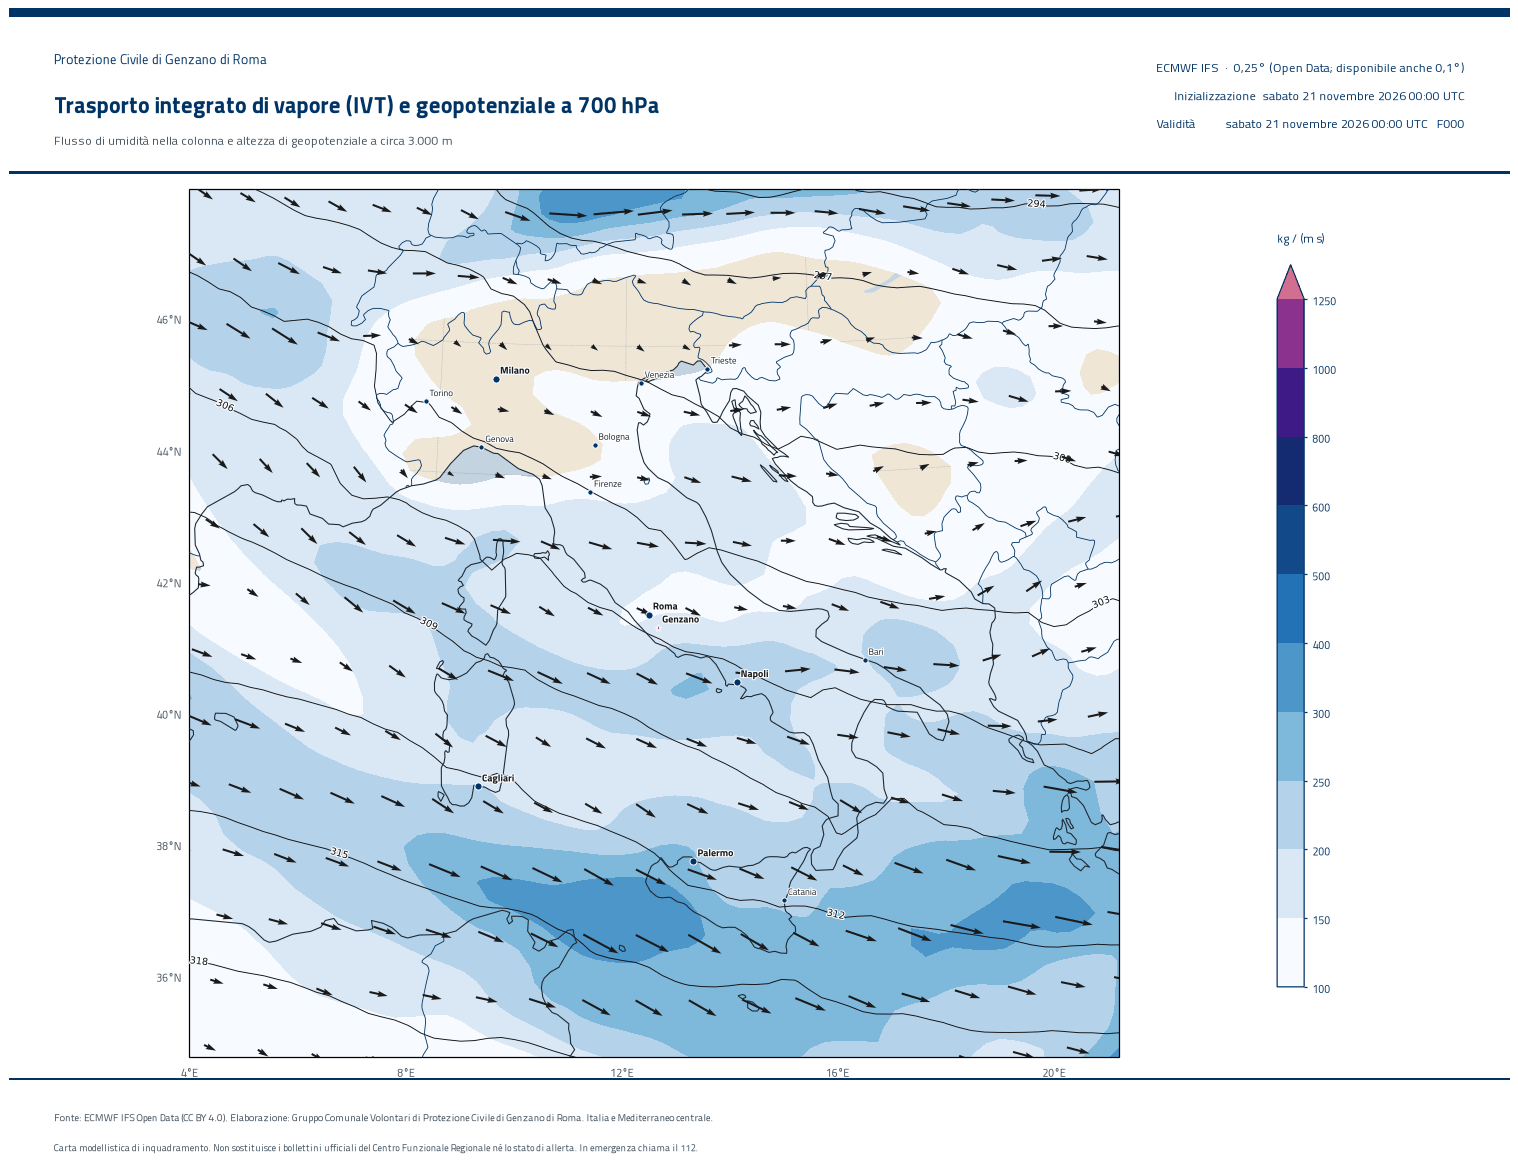 Protezione Civile di Genzano di Roma
Trasporto integrato di vapore (IVT) e geopotenziale a 700 hPa
Flusso di umidità nella colonna e altezza di geopotenziale a circa 3.000 m
ECMWF IFS · 0,25° (Open Data; disponibile anche 0,1°)
Inizializzazione sabato 21 novembre 2026 00:00 UTC
Validità sabato 21 novembre 2026 00:00 UTC F000
294
kg / (m s)
1250
46°N
Trieste
Venezia
Milano
1000
Torino
306
Genova
Bologna
800
44°N
Firenze
600
42°N
500
303
Roma
Genzano
309
Bari
400
Napoli
40°N
300
Cagliari
250
38°N
315
Palermo
200
Catania
312
150
318
36°N
100
4°E
8°E
12°E
16°E
20°E
Fonte: ECMWF IFS Open Data (CC BY 4.0). Elaborazione: Gruppo Comunale Volontari di Protezione Civile di Genzano di Roma. Italia e Mediterraneo centrale.
Carta modellistica di inquadramento. Non sostituisce i bollettini ufficiali del Centro Funzionale Regionale né lo stato di allerta. In emergenza chiama il 112.